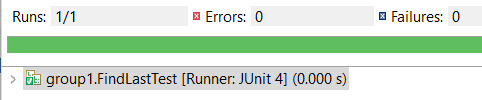 Runs: 1/1 Errors: 0 Failures: 0
group1.FindLastTest [Runner: JUnit 4] (0.000 s)